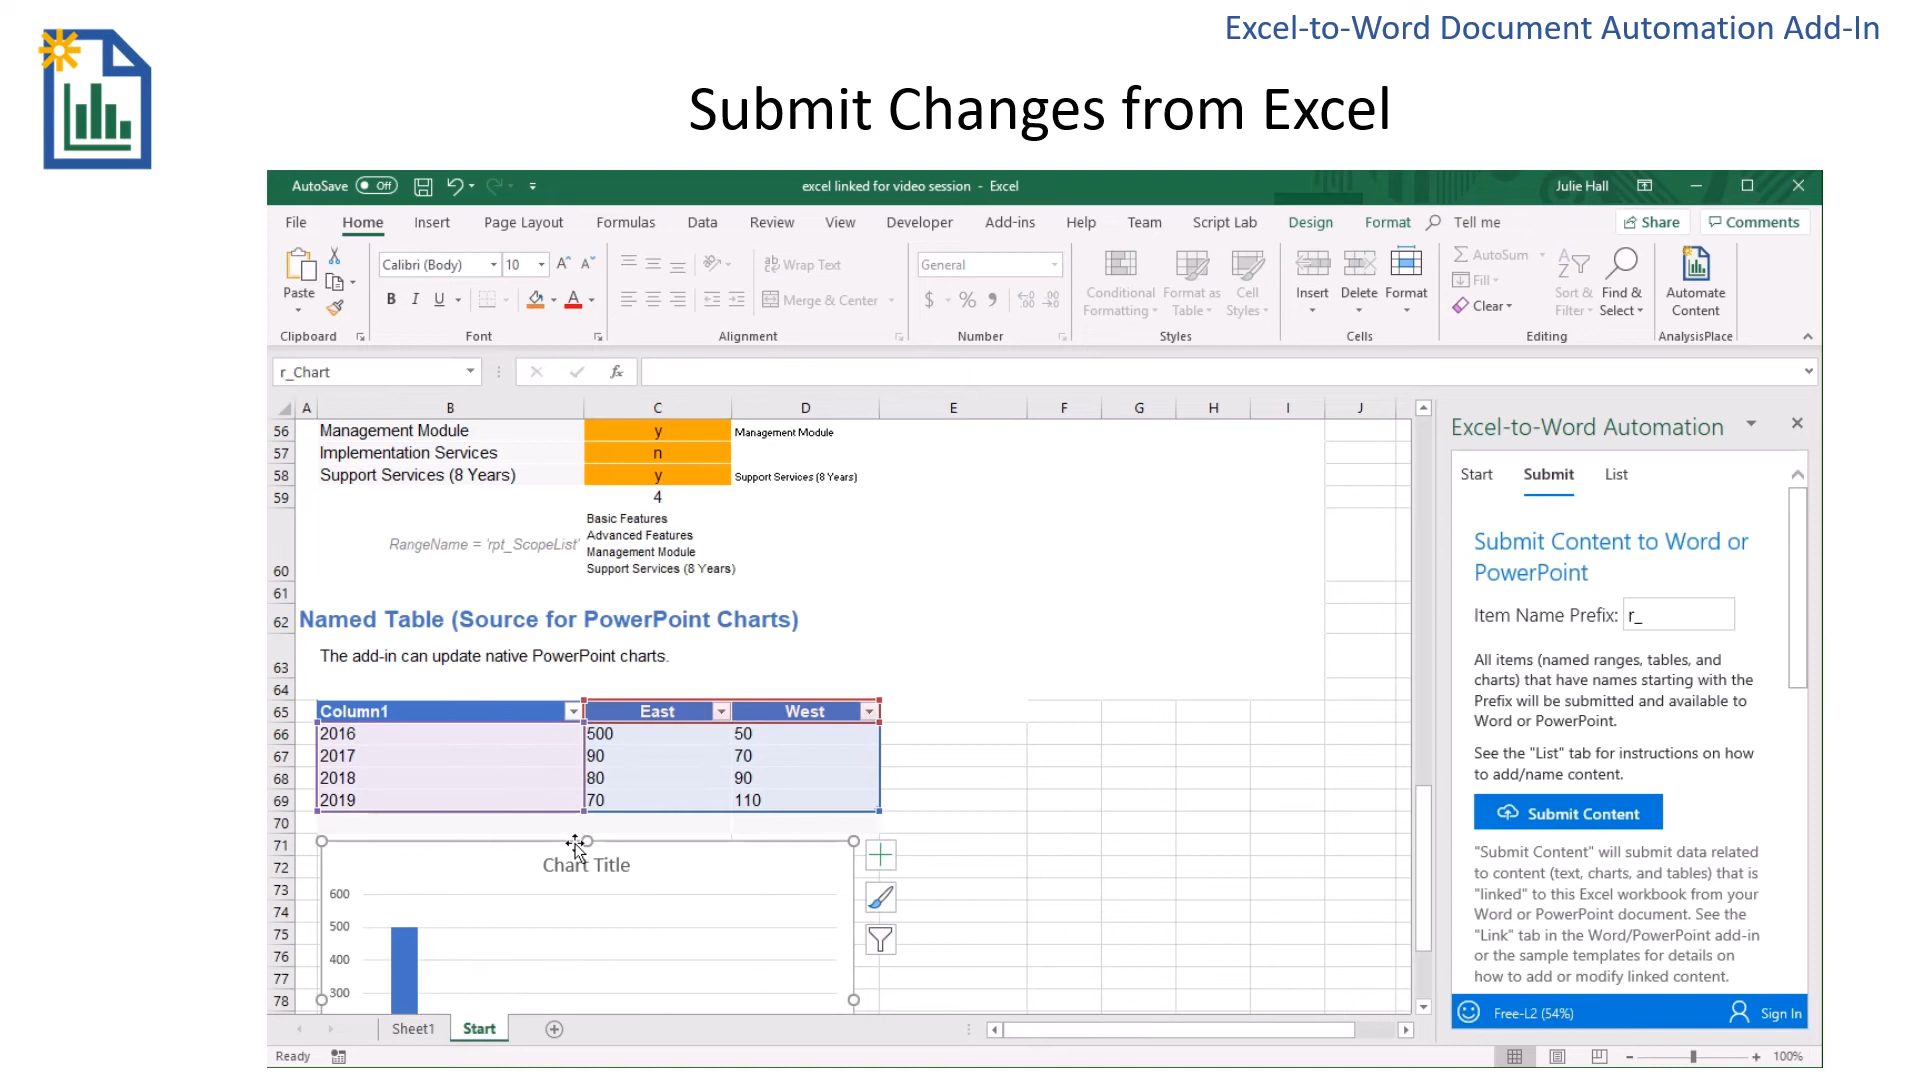 Excel-to-Word Document Automation Add-In
Submit Changes from Excel
AutoSave Off
excel linked for video session - Excel
Julie Hall
File Home Insert Page Layout Formulas Data Review View Developer Add-ins Help Team Script Lab Design Format Tell me Share Comments
Calibri (Body) 10
Wrap Text
General
AutoSum
Paste
B I U
Merge & Center
$ % 9
Conditional Formatting
Format as Table
Cell Styles
Insert Delete Format
Fill
Clear
Sort & Filter
Find & Select
Automate Content
Clipboard Font Alignment Number Styles Cells Editing AnalysisPlace
r_Chart
fx
A B C D E F G H I J
56 Management Module y Management Module
57 Implementation Services n
58 Support Services (8 Years) y Support Services (8 Years)
59 4
Basic Features
Advanced Features
RangeName = 'rpt_ScopeList'
Management Module
60 Support Services (8 Years)
61
62 Named Table (Source for PowerPoint Charts)
63 The add-in can update native PowerPoint charts.
64
65 Column1 East West
66 2016 500 50
67 2017 90 70
68 2018 80 90
69 2019 70 110
70
71
72 Chart Title
73 600
74
75 500
76 400
77
78 300
Sheet1 Start
Ready
100%
Excel-to-Word Automation
Start Submit List
Submit Content to Word or
PowerPoint
Item Name Prefix: r_
All items (named ranges, tables, and
charts) that have names starting with the
Prefix will be submitted and available to
Word or PowerPoint.
See the "List" tab for instructions on how
to add/name content.
Submit Content
"Submit Content" will submit data related
to content (text, charts, and tables) that is
"linked" to this Excel workbook from your
Word or PowerPoint document. See the
"Link" tab in the Word/PowerPoint add-in
or the sample templates for details on
how to add or modify linked content.
Free-L2 (54%) Sign In